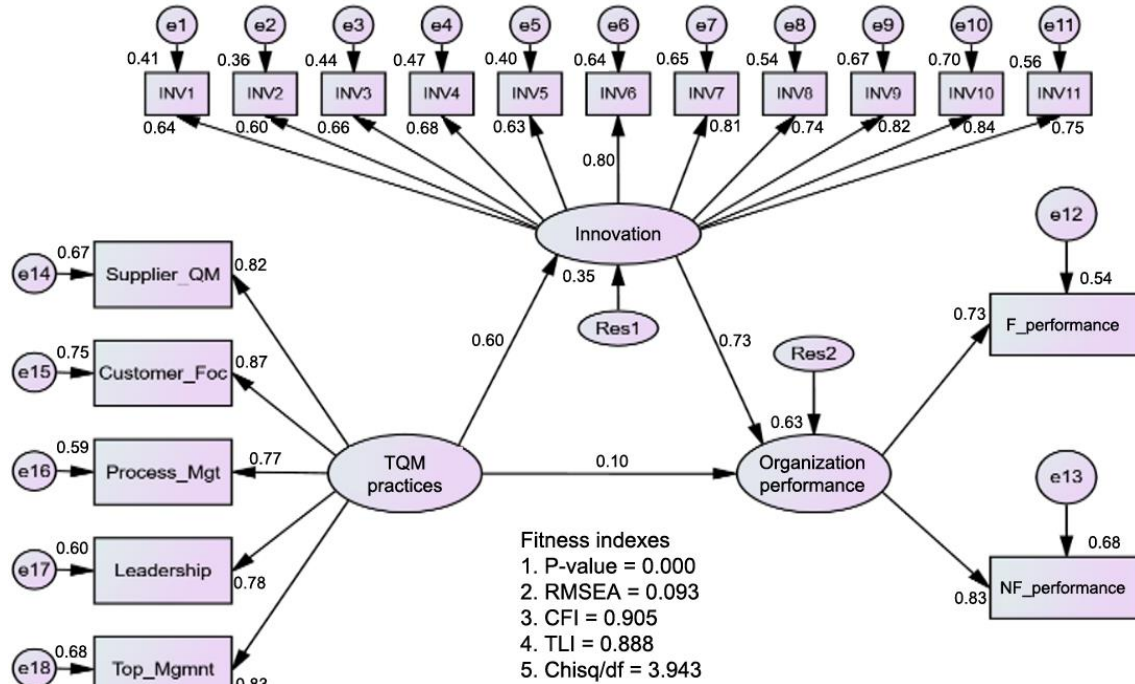 e1 e2 e3 e4 e5 e6 e7 e8 e9 e10 e11
0.41 0.36 0.44 0.47 0.40 0.64 0.65 0.54 0.67 0.70 0.56
INV1 INV2 INV3 INV4 INV5 INV6 INV7 INV8 INV9 INV10 INV11
0.64 0.60 0.66 0.68 0.63 0.81 0.74 0.82 0.84 0.75
0.80
Innovation
0.35
Res1
e12
0.54
0.73
F_performance
e14 0.67 Supplier_QM 0.82
0.60
0.73
Res2
e15 0.75 Customer_Foc 0.87
0.63
e16 0.59 Process_Mgt 0.77
TQM
practices
0.10
Organization
performance
e13
0.68
0.83
NF_performance
e17 0.60 Leadership 0.78
e18 0.68 Top_Mgmnt 0.83
Fitness indexes
1. P-value = 0.000
2. RMSEA = 0.093
3. CFI = 0.905
4. TLI = 0.888
5. Chisq/df = 3.943